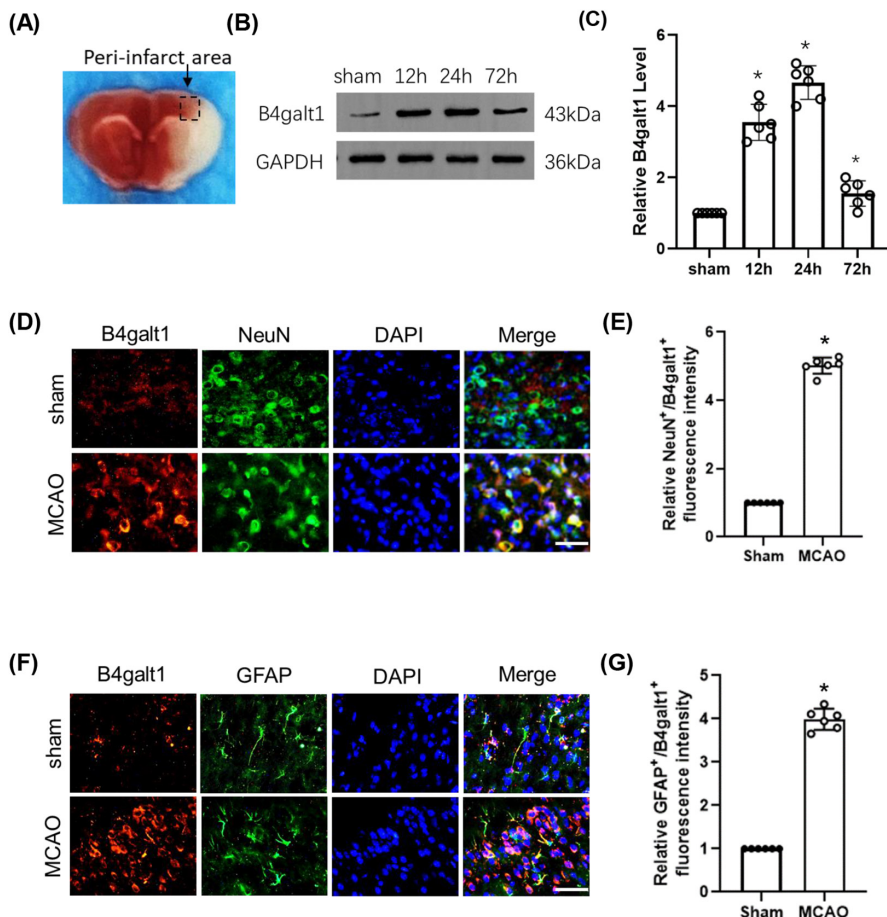 (A)
Peri-infarct area
(B)
sham 12h 24h 72h
B4galt1 43kDa
GAPDH 36kDa
(C)
Relative B4galt1 Level
6
4
2
0
* * *
sham 12h 24h 72h
(D)
B4galt1 NeuN DAPI Merge
sham
MCAO
(E)
Relative NeuN+/B4galt1+
fluorescence intensity
6
4
2
0
*
Sham MCAO
(F)
B4galt1 GFAP DAPI Merge
sham
MCAO
(G)
Relative GFAP+/B4galt1+
fluorescence intensity
5
4
3
2
1
0
*
Sham MCAO